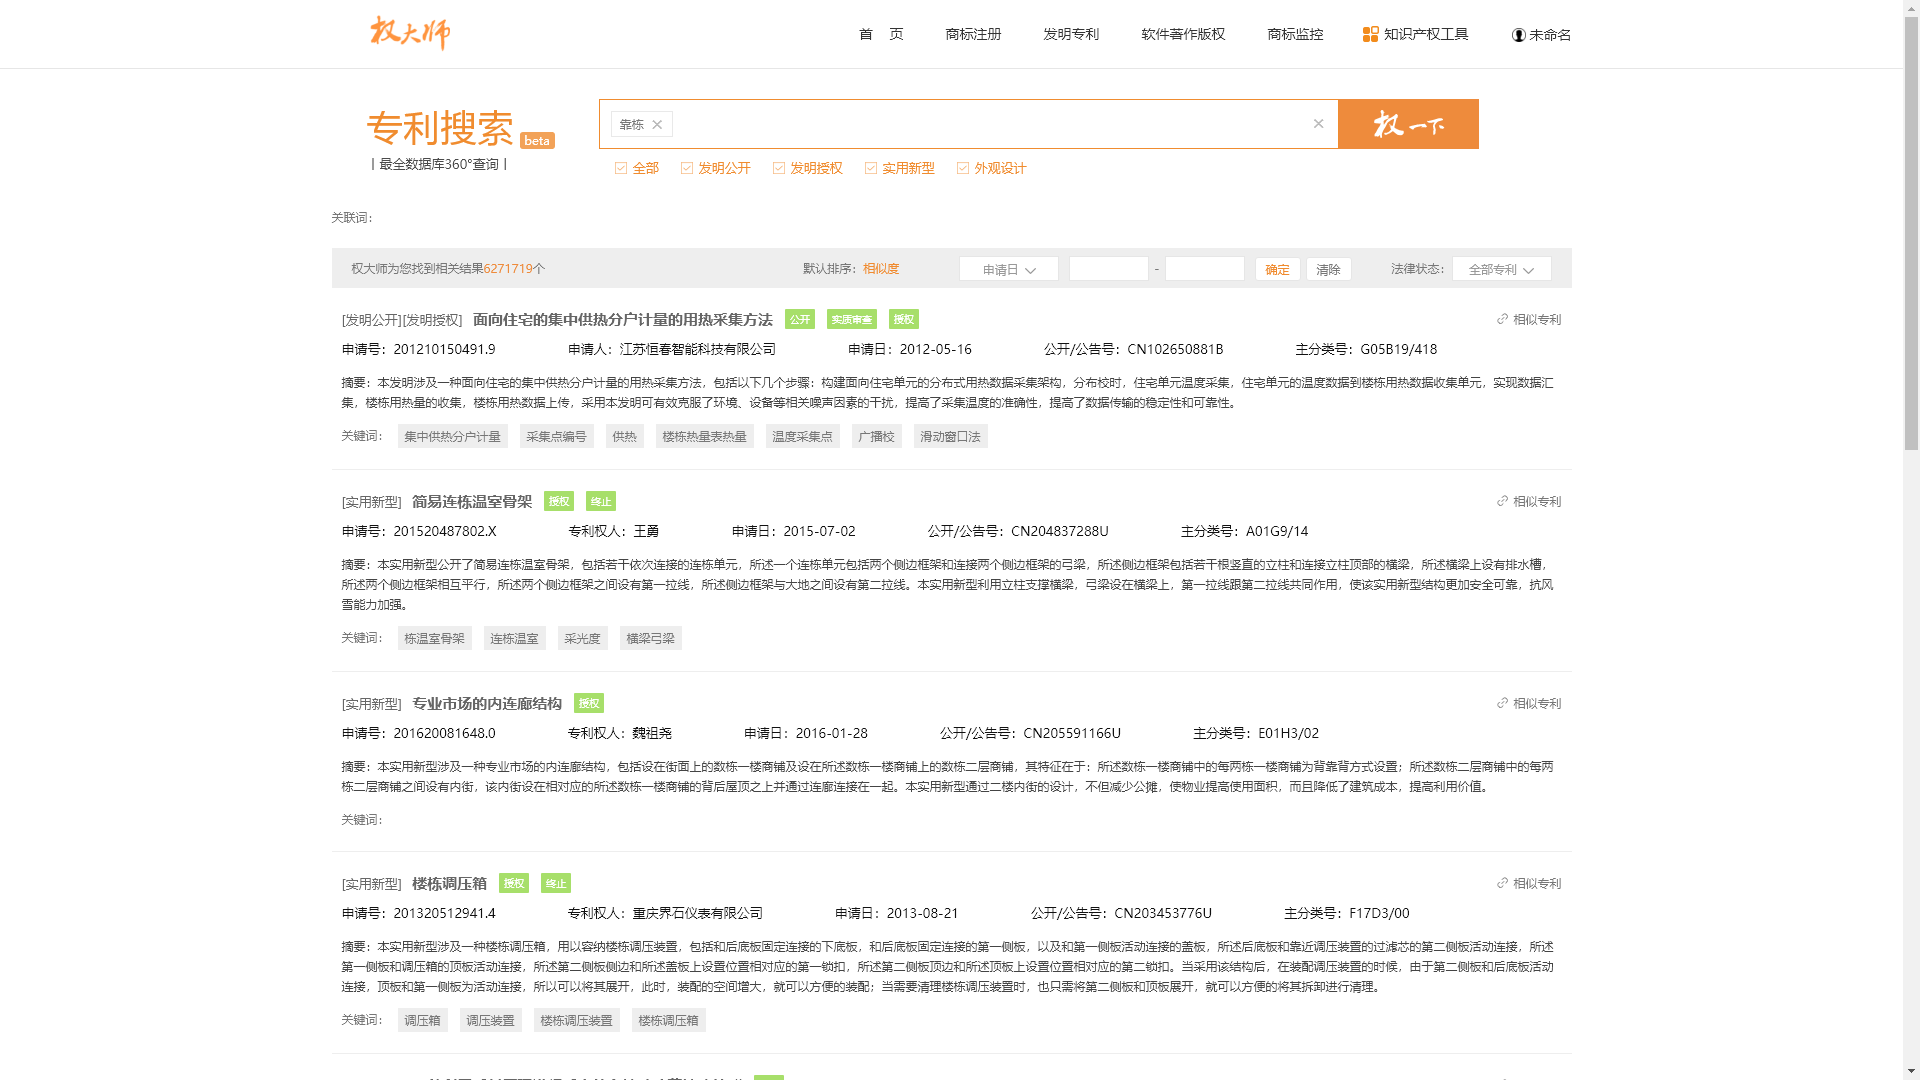 权大师
首 页
商标注册
发明专利
软件著作版权
商标监控
知识产权工具
未命名
专利搜索 beta
丨最全数据库360°查询丨
靠栋
权一下
全部 发明公开 发明授权 实用新型 外观设计
关联词：
权大师为您找到相关结果6271719个 默认排序：相似度 申请日 - 确定 清除 法律状态： 全部专利
[发明公开][发明授权] 面向住宅的集中供热分户计量的用热采集方法 公开 实质审查 授权 相似专利
申请号：201210150491.9 申请人：江苏恒春智能科技有限公司 申请日：2012-05-16 公开/公告号：CN102650881B 主分类号：G05B19/418
摘要：本发明涉及一种面向住宅的集中供热分户计量的用热采集方法，包括以下几个步骤：构建面向住宅单元的分布式用热数据采集架构，分布校时，住宅单元温度采集，住宅单元的温度数据到楼栋用热数据收集单元，实现数据汇
集，楼栋用热量的收集，楼栋用热数据上传，采用本发明可有效克服了环境、设备等相关噪声因素的干扰，提高了采集温度的准确性，提高了数据传输的稳定性和可靠性。
关键词： 集中供热分户计量 采集点编号 供热 楼栋热量表热量 温度采集点 广播校 滑动窗口法
[实用新型] 简易连栋温室骨架 授权 终止 相似专利
申请号：201520487802.X 专利权人：王勇 申请日：2015-07-02 公开/公告号：CN204837288U 主分类号：A01G9/14
摘要：本实用新型公开了简易连栋温室骨架，包括若干依次连接的连栋单元，所述一个连栋单元包括两个侧边框架和连接两个侧边框架的弓梁，所述侧边框架包括若干根竖直的立柱和连接立柱顶部的横梁，所述横梁上设有排水槽，
所述两个侧边框架相互平行，所述两个侧边框架之间设有第一拉线，所述侧边框架与大地之间设有第二拉线。本实用新型利用立柱支撑横梁，弓梁设在横梁上，第一拉线跟第二拉线共同作用，使该实用新型结构更加安全可靠，抗风
雪能力加强。
关键词： 栋温室骨架 连栋温室 采光度 横梁弓梁
[实用新型] 专业市场的内连廊结构 授权 相似专利
申请号：201620081648.0 专利权人：魏祖尧 申请日：2016-01-28 公开/公告号：CN205591166U 主分类号：E01H3/02
摘要：本实用新型涉及一种专业市场的内连廊结构，包括设在街面上的数栋一楼商铺及设在所述数栋一楼商铺上的数栋二层商铺，其特征在于：所述数栋一楼商铺中的每两栋一楼商铺为背靠背方式设置；所述数栋二层商铺中的每两
栋二层商铺之间设有内街，该内街设在相对应的所述数栋一楼商铺的背后屋顶之上并通过连廊连接在一起。本实用新型通过二楼内街的设计，不但减少公摊，使物业提高使用面积，而且降低了建筑成本，提高利用价值。
关键词：
[实用新型] 楼栋调压箱 授权 终止 相似专利
申请号：201320512941.4 专利权人：重庆界石仪表有限公司 申请日：2013-08-21 公开/公告号：CN203453776U 主分类号：F17D3/00
摘要：本实用新型涉及一种楼栋调压箱，用以容纳楼栋调压装置，包括和后底板固定连接的下底板，和后底板固定连接的第一侧板，以及和第一侧板活动连接的盖板，所述后底板和靠近调压装置的过滤芯的第二侧板活动连接，所述
第一侧板和调压箱的顶板活动连接，所述第二侧板侧边和所述盖板上设置位置相对应的第一锁扣，所述第二侧板顶边和所述顶板上设置位置相对应的第二锁扣。当采用该结构后，在装配调压装置的时候，由于第二侧板和后底板活动
连接，顶板和第一侧板为活动连接，所以可以将其展开，此时，装配的空间增大，就可以方便的装配；当需要清理楼栋调压装置时，也只需将第二侧板和顶板展开，就可以方便的将其拆卸进行清理。
关键词： 调压箱 调压装置 楼栋调压装置 楼栋调压箱